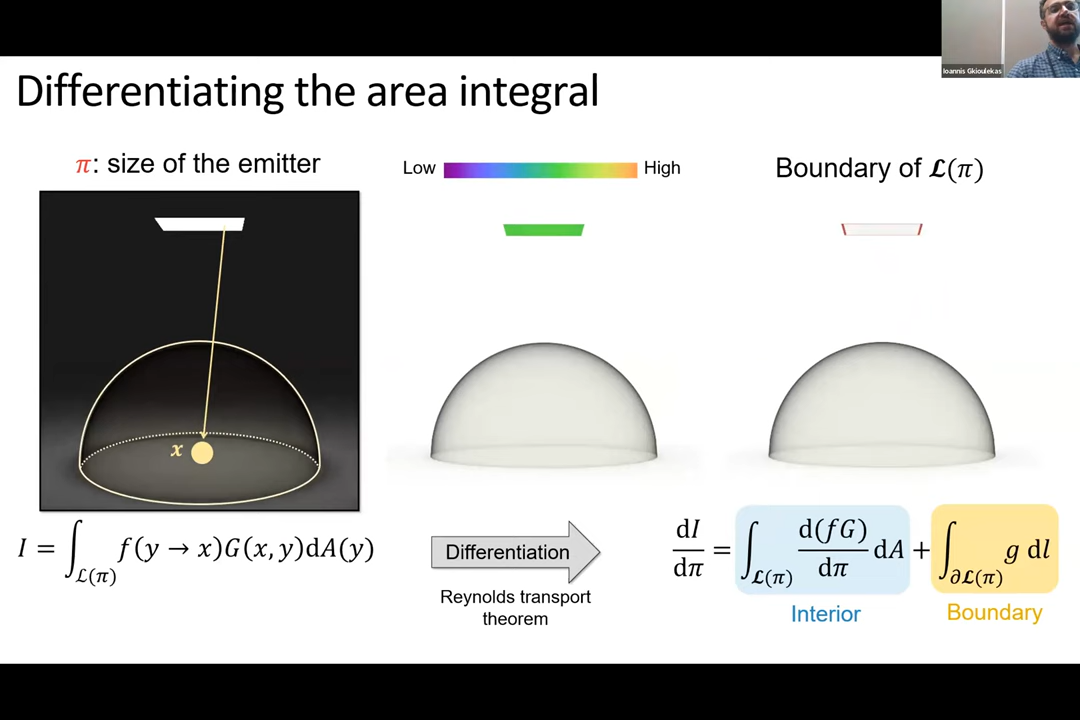 Ioannis Gkioulekas
Differentiating the area integral
π: size of the emitter
Low
High
Boundary of ℒ(π)
x
I = ∫_{ℒ(π)} f(y → x)G(x, y)dA(y)
Differentiation
Reynolds transport
theorem
dI/dπ = ∫_{ℒ(π)} d(fG)/dπ dA + ∫_{∂ℒ(π)} g dl
Interior
Boundary